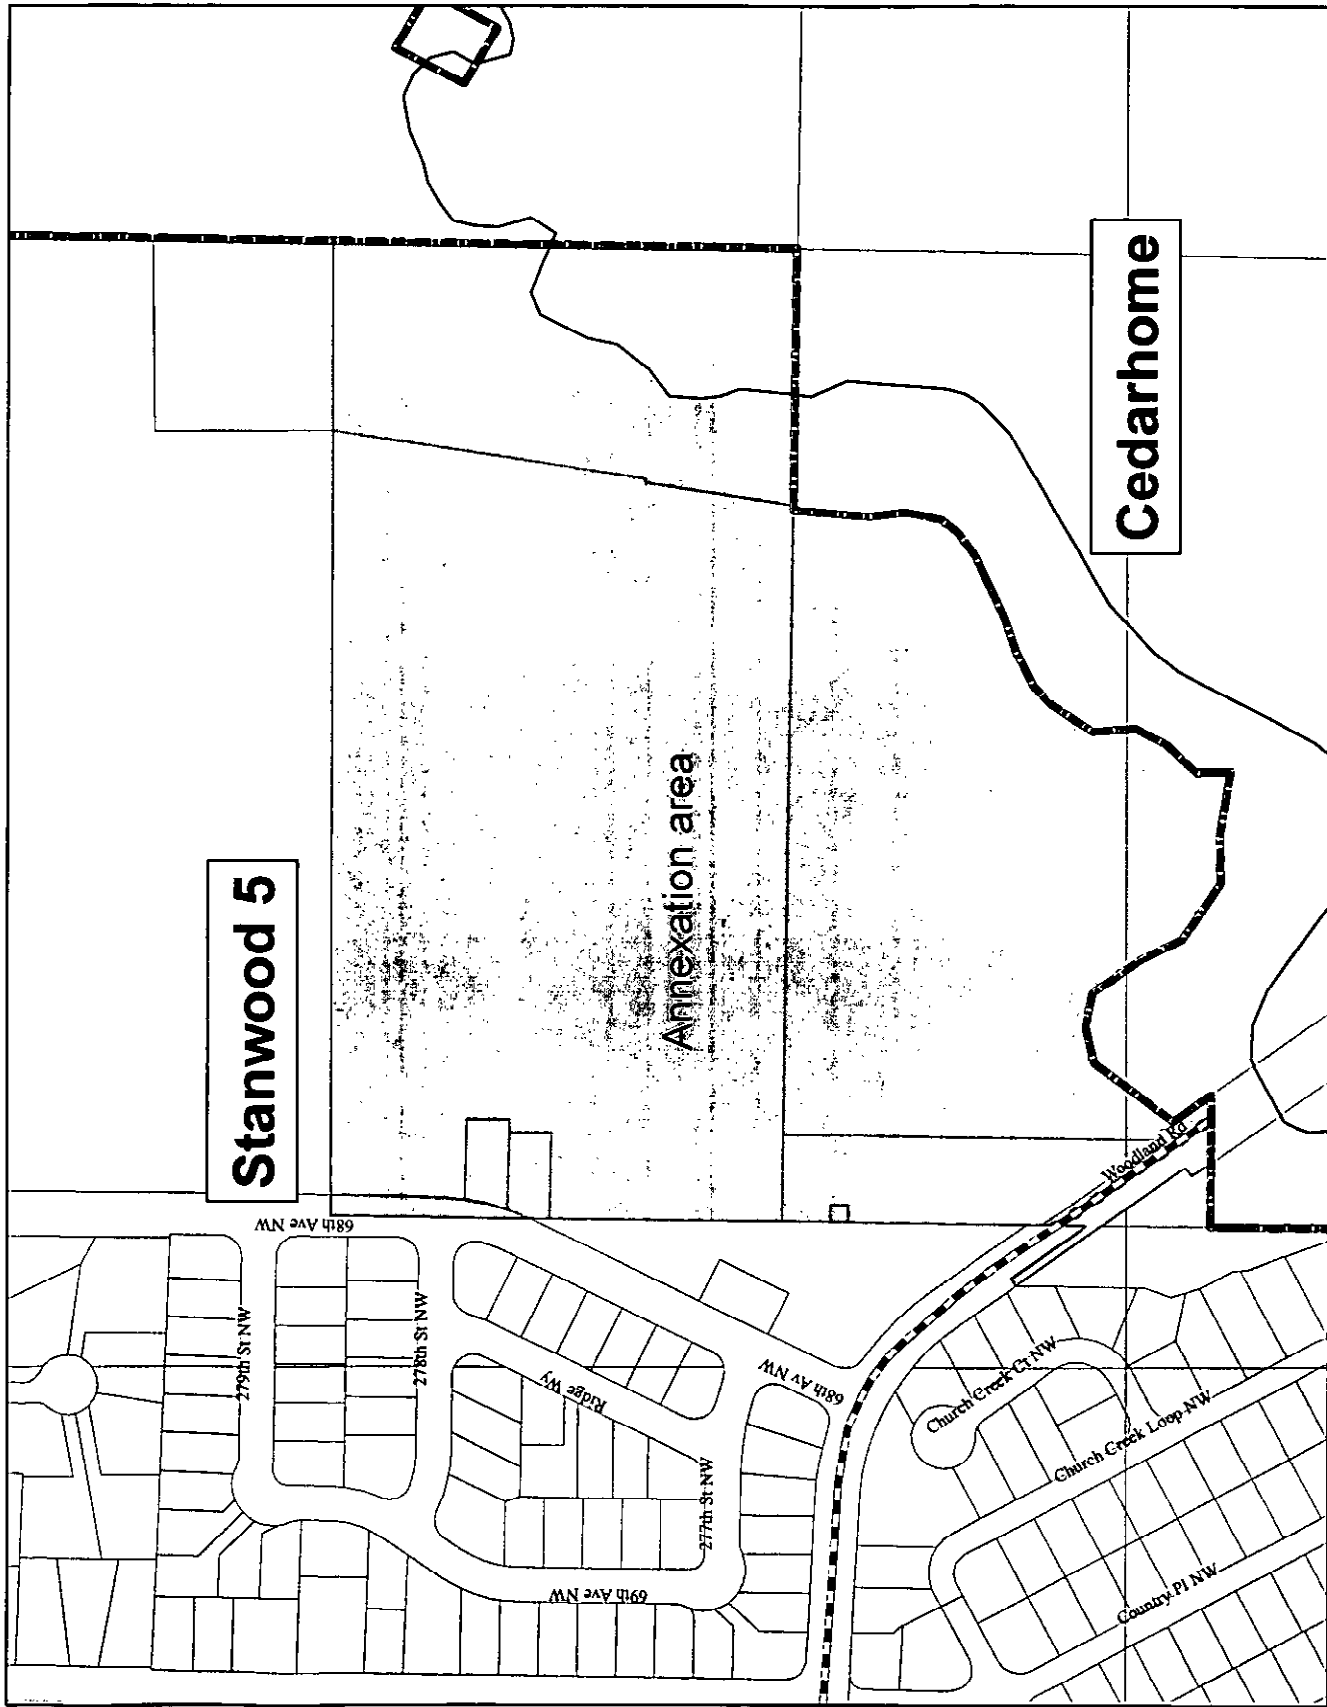 Stanwood 5
Cedarhome
Annexation area
68th Ave NW
279th St NW
278th St NW
Ridge Wy
68th Av NW
277th St NW
69th Ave NW
Woodland Rd
Church Creek Ct NW
Church Creek Loop NW
Country Pl NW